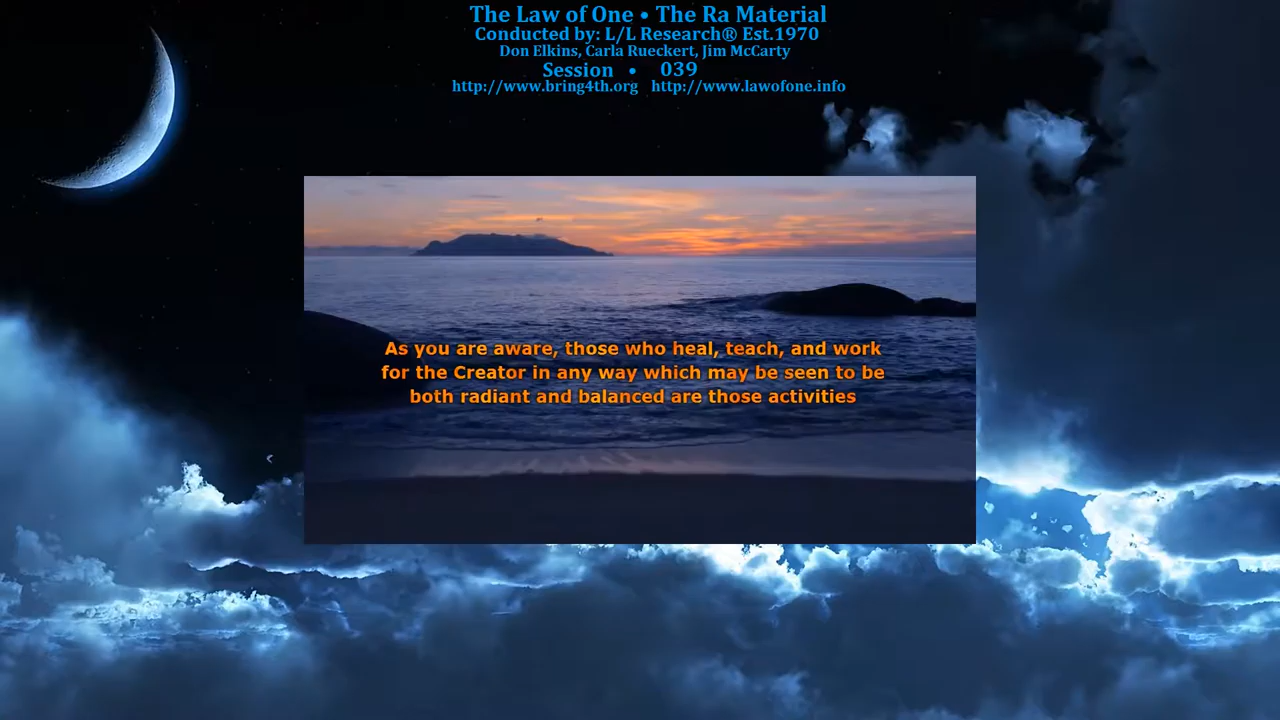 The Law of One • The Ra Material
Conducted by: L/L Research® Est.1970
Don Elkins, Carla Rueckert, Jim McCarty
Session • 039
http://www.bring4th.org http://www.lawofone.info
As you are aware, those who heal, teach, and work
for the Creator in any way which may be seen to be
both radiant and balanced are those activities